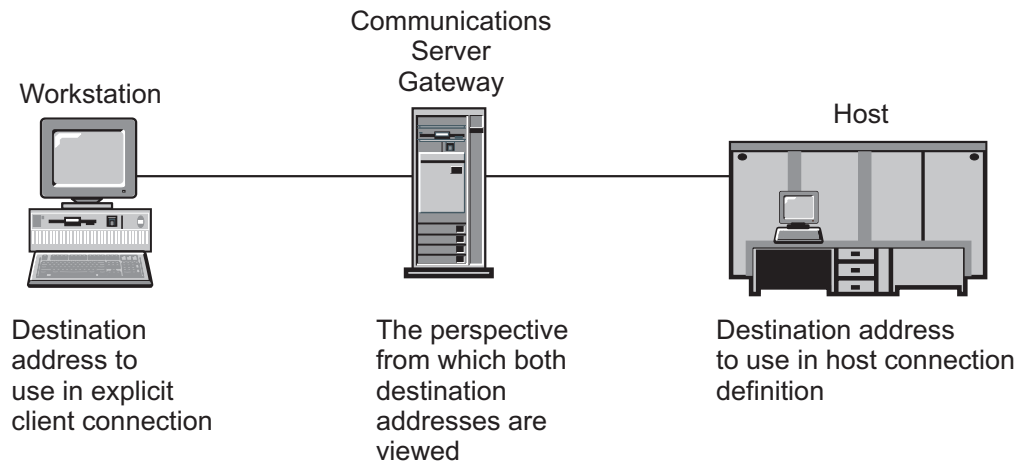 Communications
Server
Gateway
Workstation
Host
Destination
address to
use in explicit
client connection
The perspective
from which both
destination
addresses are
viewed
Destination address
to use in host connection
definition